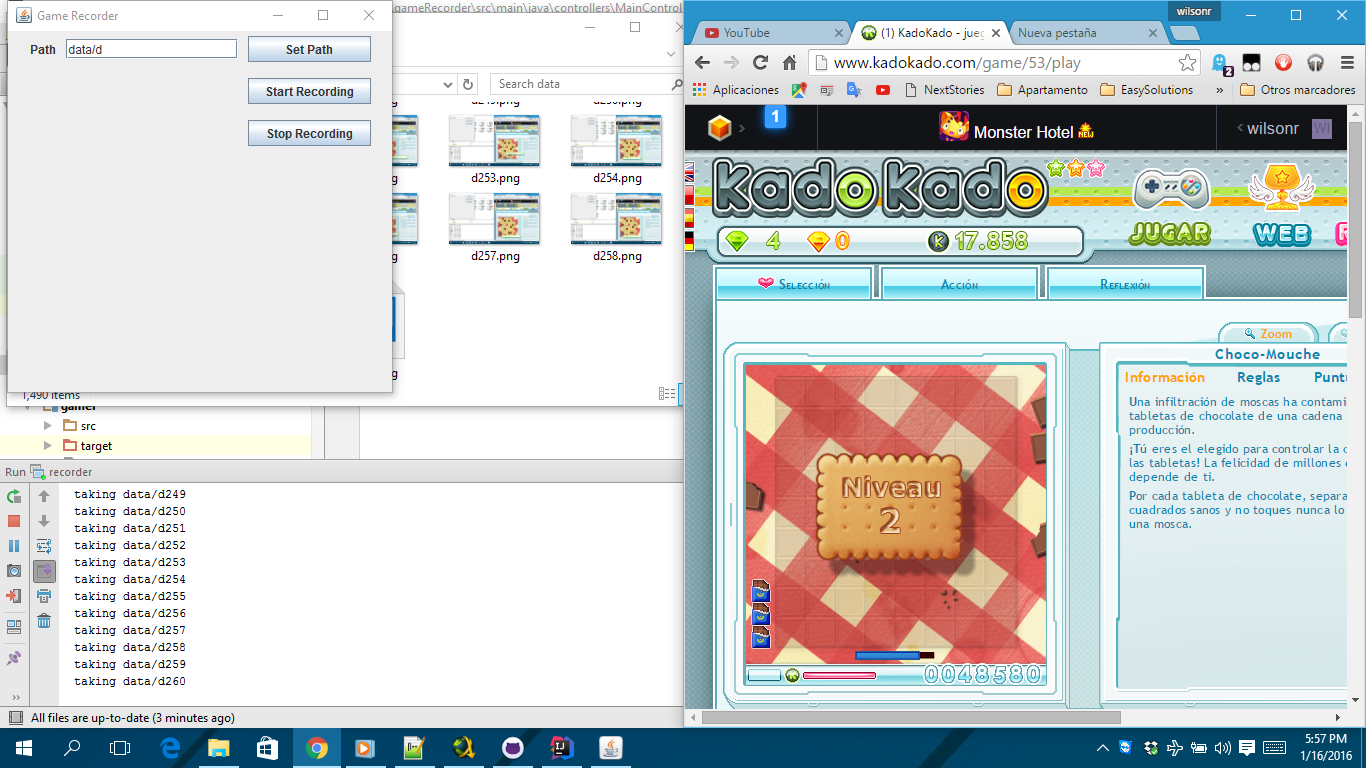 Game Recorder
Path data/d Set Path
Start Recording
Stop Recording
.gameRecorder\src\main\java\controllers\MainControl
Search data
d253.png
d254.png
d257.png
d258.png
1,490 items
gamer
src
target
Run recorder
taking data/d249
taking data/d250
taking data/d251
taking data/d252
taking data/d253
taking data/d254
taking data/d255
taking data/d256
taking data/d257
taking data/d258
taking data/d259
taking data/d260
All files are up-to-date (3 minutes ago)
wilsonr
YouTube
(1) KadoKado - jueg
Nueva pestaña
www.kadokado.com/game/53/play
2
Aplicaciones
NextStories
Apartamento
EasySolutions
»
Otros marcadores
1
Monster Hotel NEW
wilsonr
WI
KadoKado
4 0 K 17.858
JUGAR
WEB
Selección
Acción
Reflexión
Zoom
Choco-Mouche
Información Reglas Puntu
Una infiltración de moscas ha contami
tabletas de chocolate de una cadena
producción.
¡Tú eres el elegido para controlar la c
las tabletas! La felicidad de millones
depende de ti.
Por cada tableta de chocolate, separa
cuadrados sanos y no toques nunca lo
una mosca.
Niveau
2
0048580
5:57 PM
1/16/2016